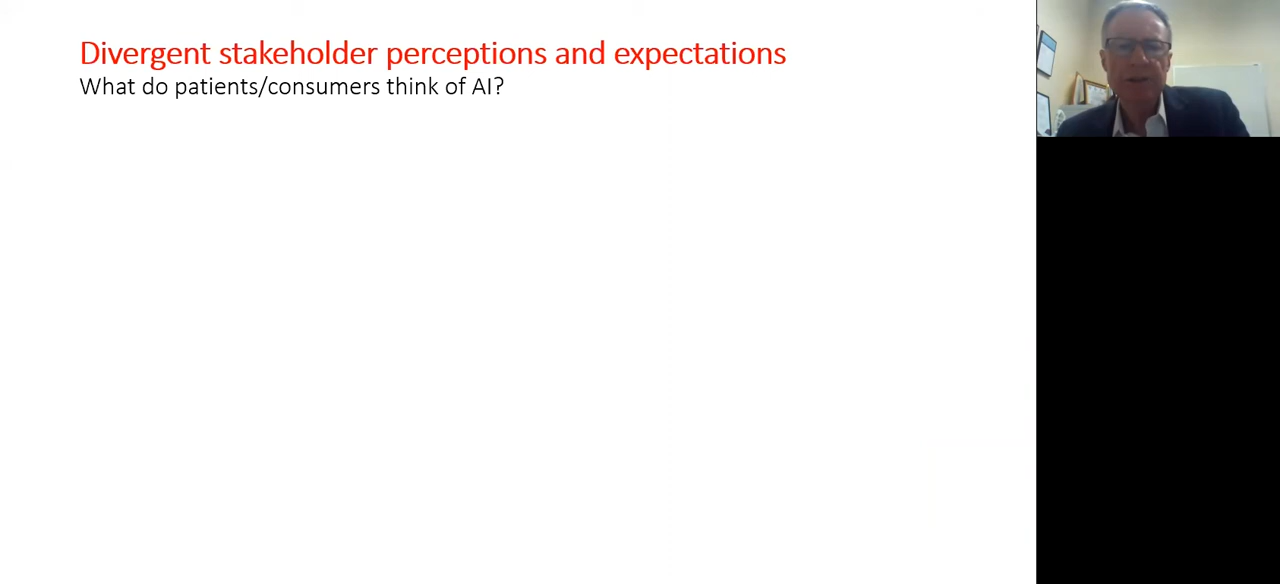 Divergent stakeholder perceptions and expectations
What do patients/consumers think of AI?